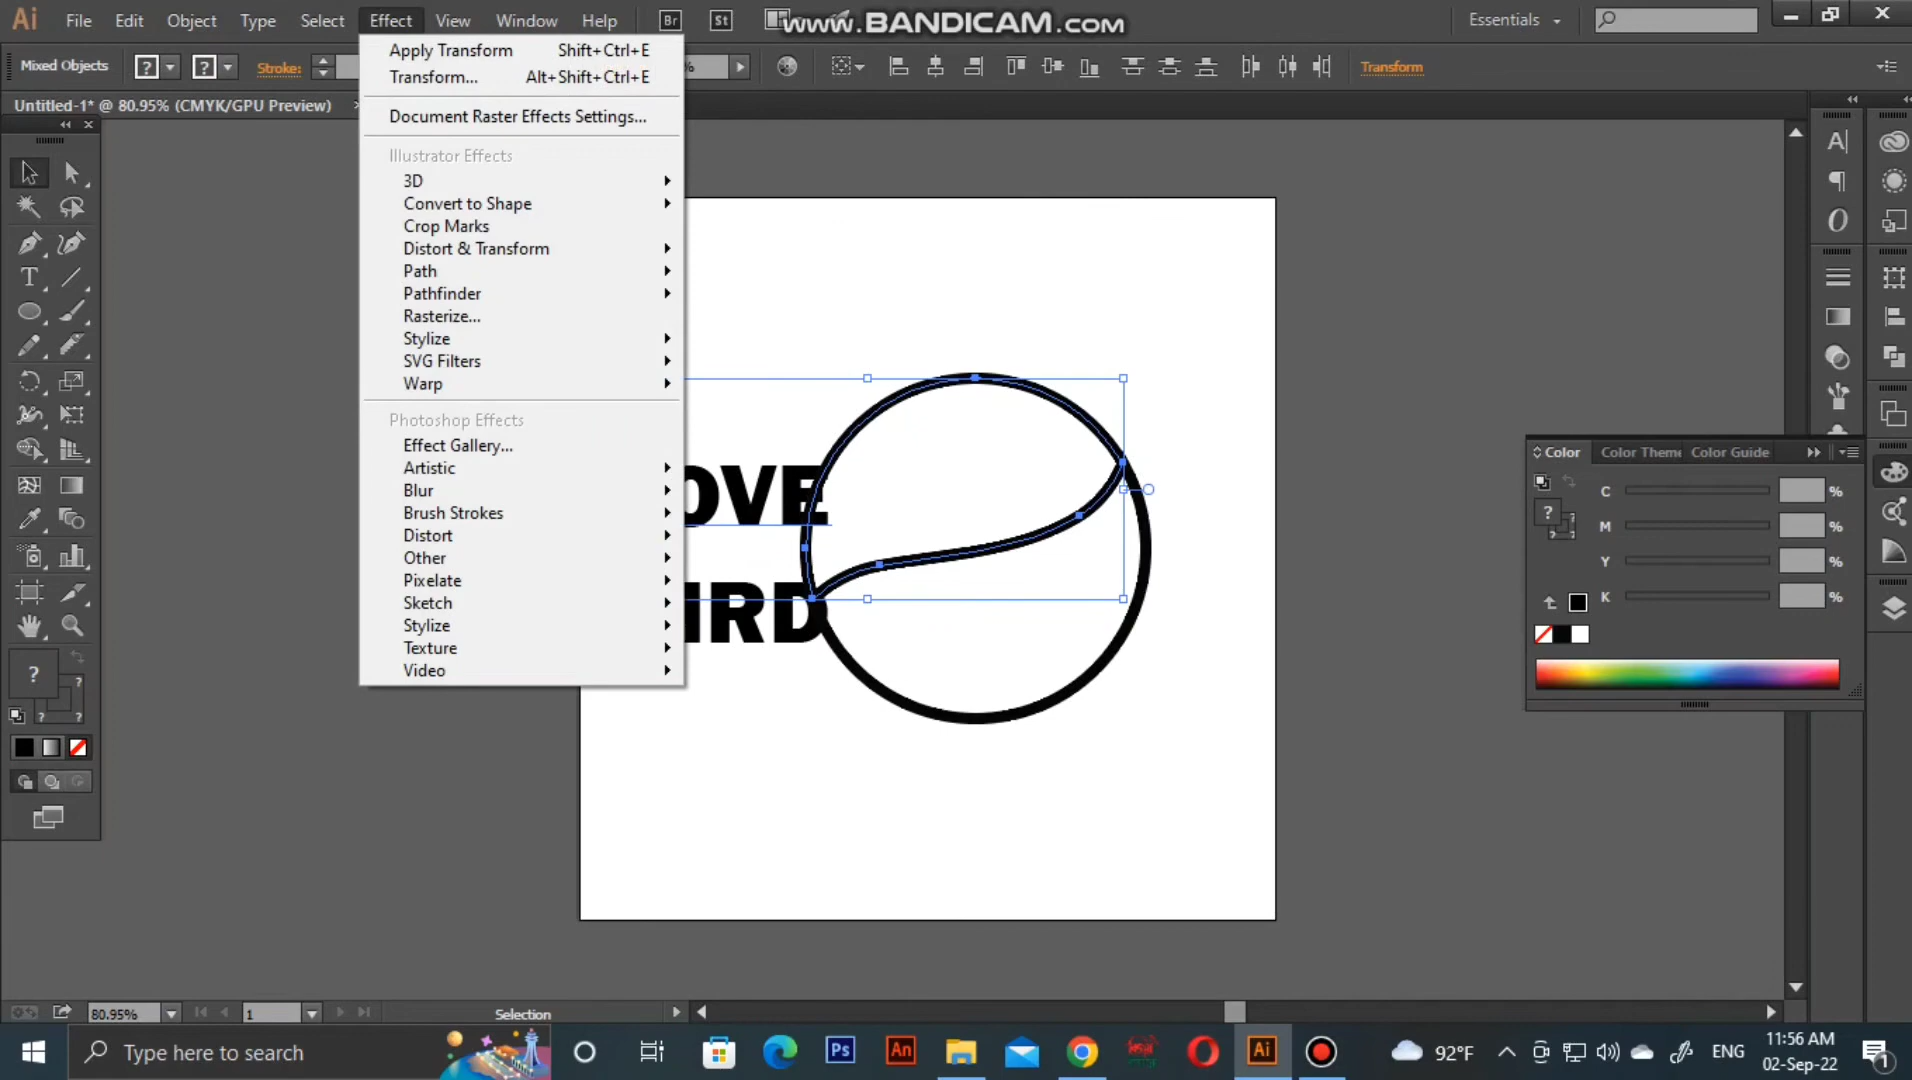 Ai File Edit Object Type Select Effect View Window Help Br St www.BANDICAM.com Essentials
Mixed Objects ? ? Stroke: % Transform
Untitled-1* @ 80.95% (CMYK/GPU Preview) ×
Apply Transform Shift+Ctrl+E
Transform... Alt+Shift+Ctrl+E
Document Raster Effects Settings...
Illustrator Effects
3D
Convert to Shape
Crop Marks
Distort & Transform
Path
Pathfinder
Rasterize...
Stylize
SVG Filters
Warp
Photoshop Effects
Effect Gallery...
Artistic
Blur
Brush Strokes
Distort
Other
Pixelate
Sketch
Stylize
Texture
Video
OVE
IRD
Color Color Theme Color Guide
C %
M %
Y %
K %
?
?
80.95% 1 Selection
Type here to search Ps An Ai 92°F ENG 11:56 AM
02-Sep-22 1